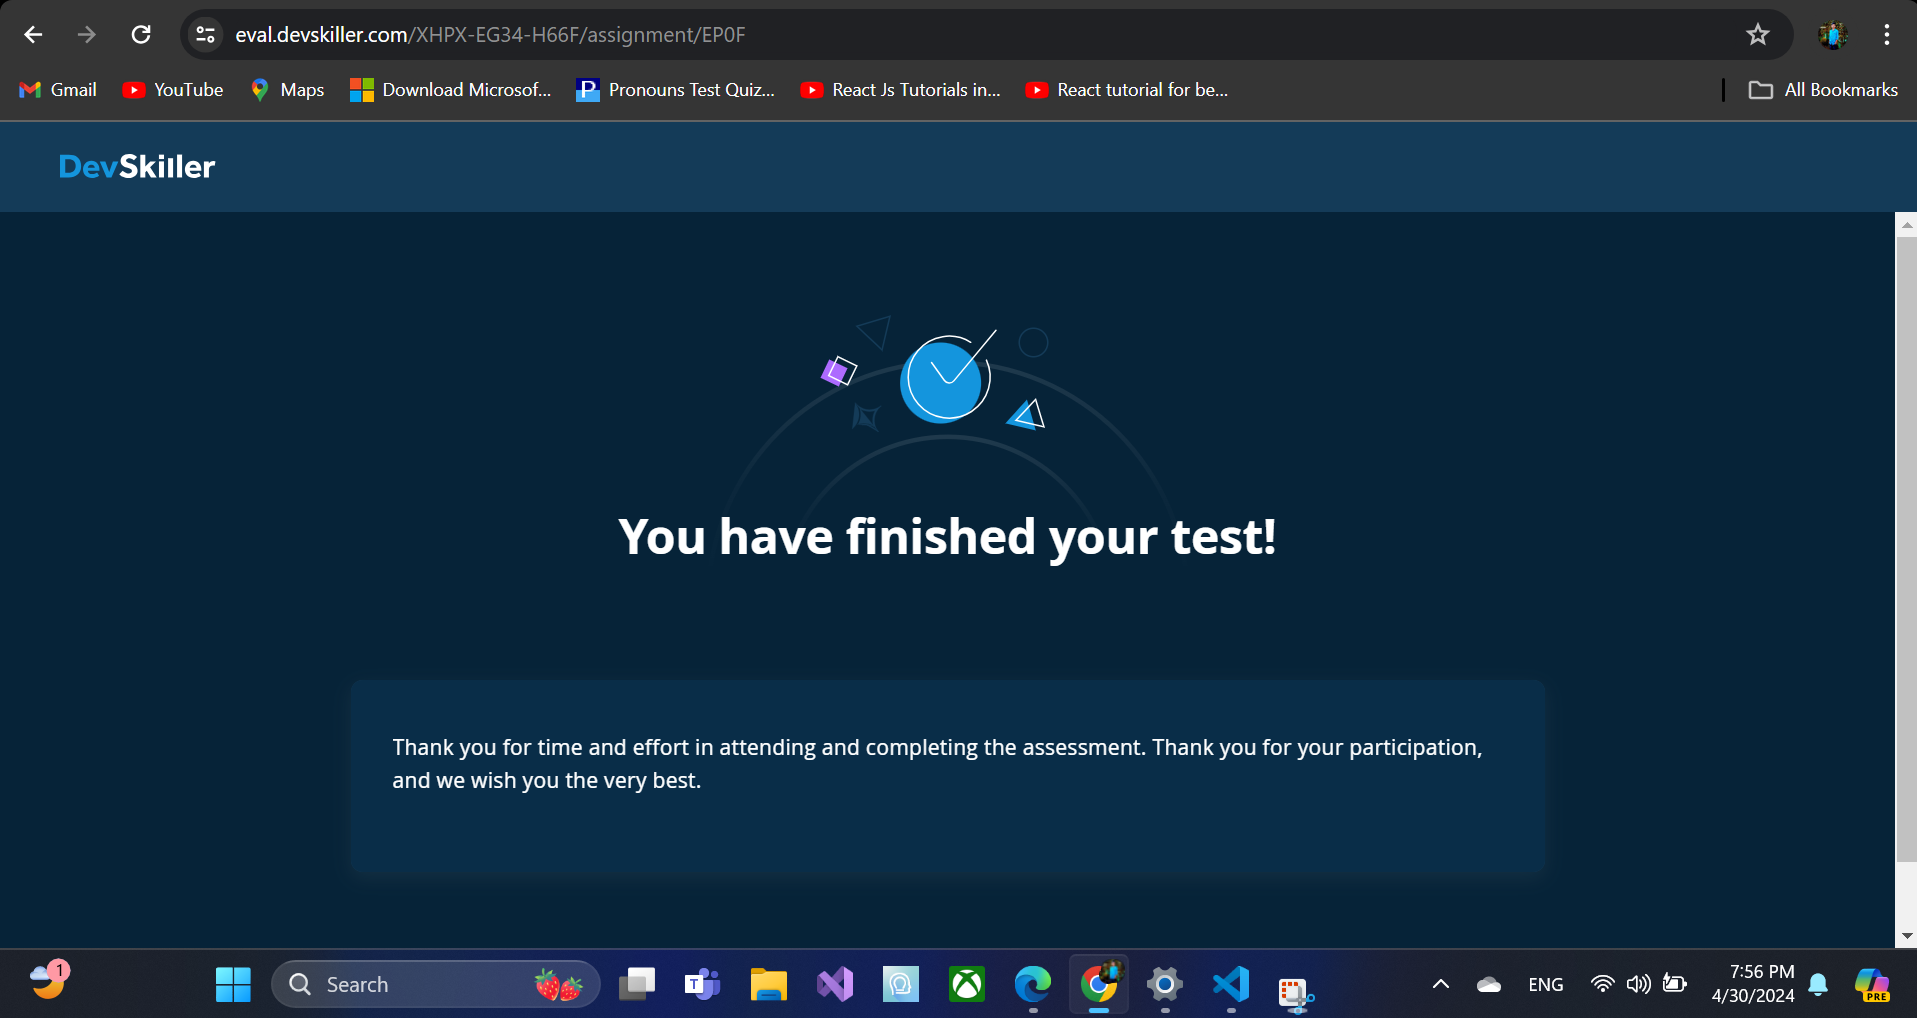 eval.devskiller.com/XHPX-EG34-H66F/assignment/EP0F
Gmail YouTube Maps Download Microsof... Pronouns Test Quiz... React Js Tutorials in... React tutorial for be... All Bookmarks
DevSkiller
You have finished your test!
Thank you for time and effort in attending and completing the assessment. Thank you for your participation,
and we wish you the very best.
1
Search
T
ENG
7:56 PM
4/30/2024
PRE